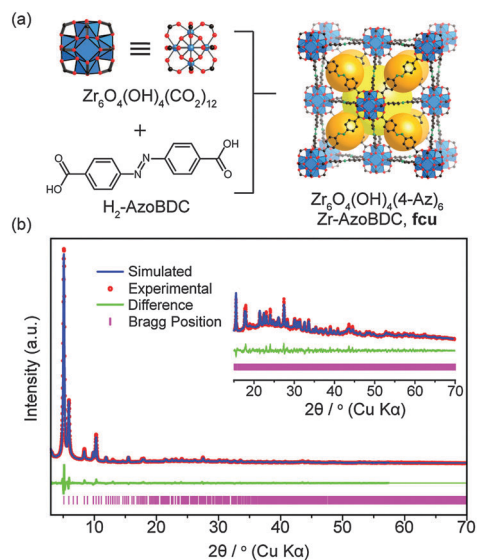 (a)
≡
Zr6O4(OH)4(CO2)12
+
O
HO
N
N
OH
O
H2-AzoBDC
Zr6O4(OH)4(4-Az)6
Zr-AzoBDC, fcu
(b)
Intensity (a.u.)
Simulated
Experimental
Difference
Bragg Position
20 30 40 50 60 70
2θ / ° (Cu Kα)
10 20 30 40 50 60 70
2θ / ° (Cu Kα)